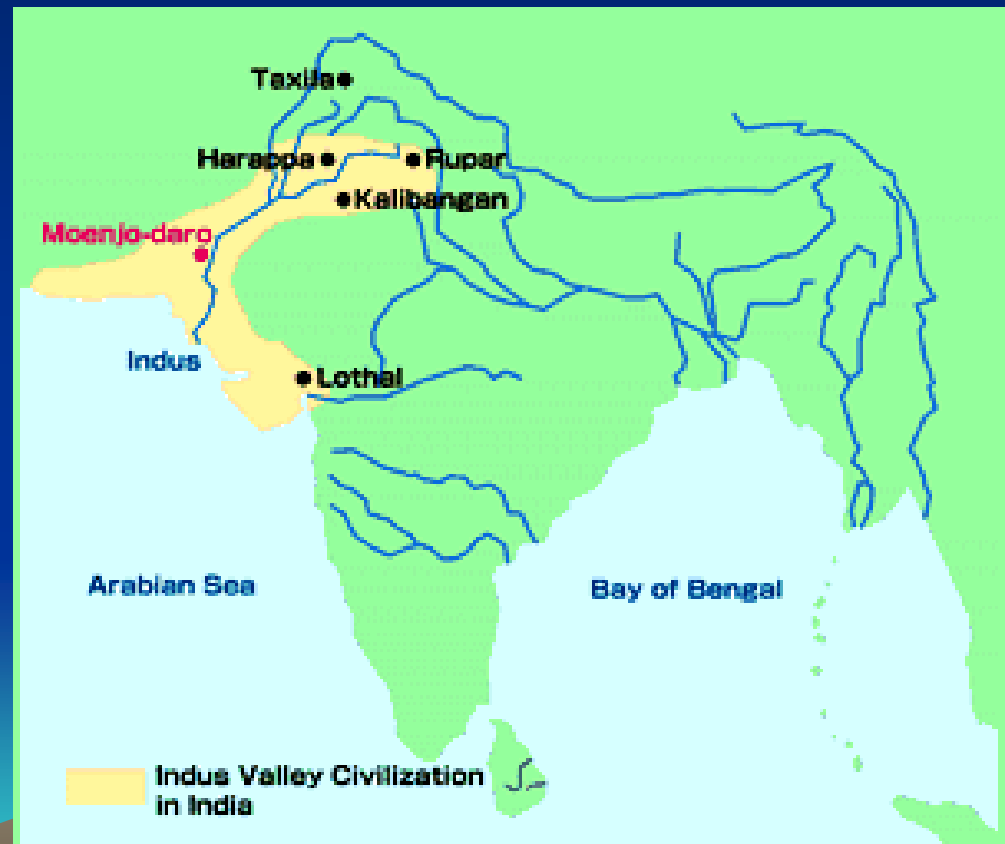 Taxila
Harappa
Rupar
Kalibangan
Moenjo-daro
Indus
Lothal
Arabian Sea
Bay of Bengal
Indus Valley Civilization
in India